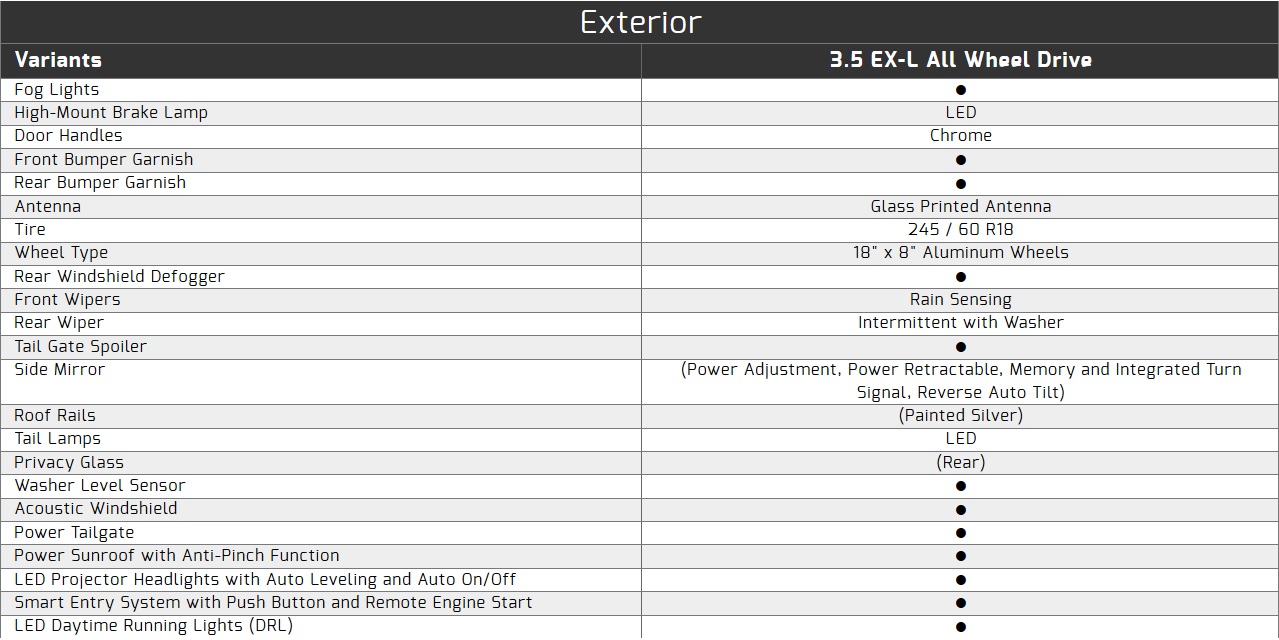 Exterior
Variants 3.5 EX-L All Wheel Drive
Fog Lights ●
High-Mount Brake Lamp LED
Door Handles Chrome
Front Bumper Garnish ●
Rear Bumper Garnish ●
Antenna Glass Printed Antenna
Tire 245 / 60 R18
Wheel Type 18" x 8" Aluminum Wheels
Rear Windshield Defogger ●
Front Wipers Rain Sensing
Rear Wiper Intermittent with Washer
Tail Gate Spoiler ●
Side Mirror (Power Adjustment, Power Retractable, Memory and Integrated Turn
Signal, Reverse Auto Tilt)
Roof Rails (Painted Silver)
Tail Lamps LED
Privacy Glass (Rear)
Washer Level Sensor ●
Acoustic Windshield ●
Power Tailgate ●
Power Sunroof with Anti-Pinch Function ●
LED Projector Headlights with Auto Leveling and Auto On/Off ●
Smart Entry System with Push Button and Remote Engine Start ●
LED Daytime Running Lights (DRL) ●